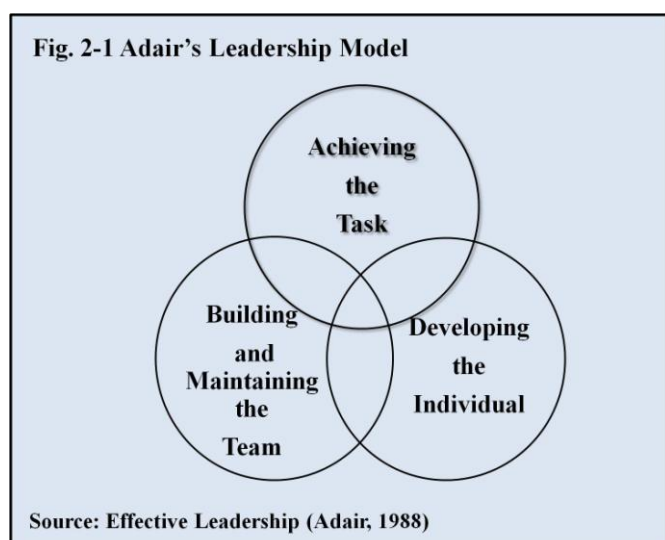 Fig. 2-1 Adair's Leadership Model
Achieving
the
Task
Building
and
Maintaining
the
Team
Developing
the
Individual
Source: Effective Leadership (Adair, 1988)